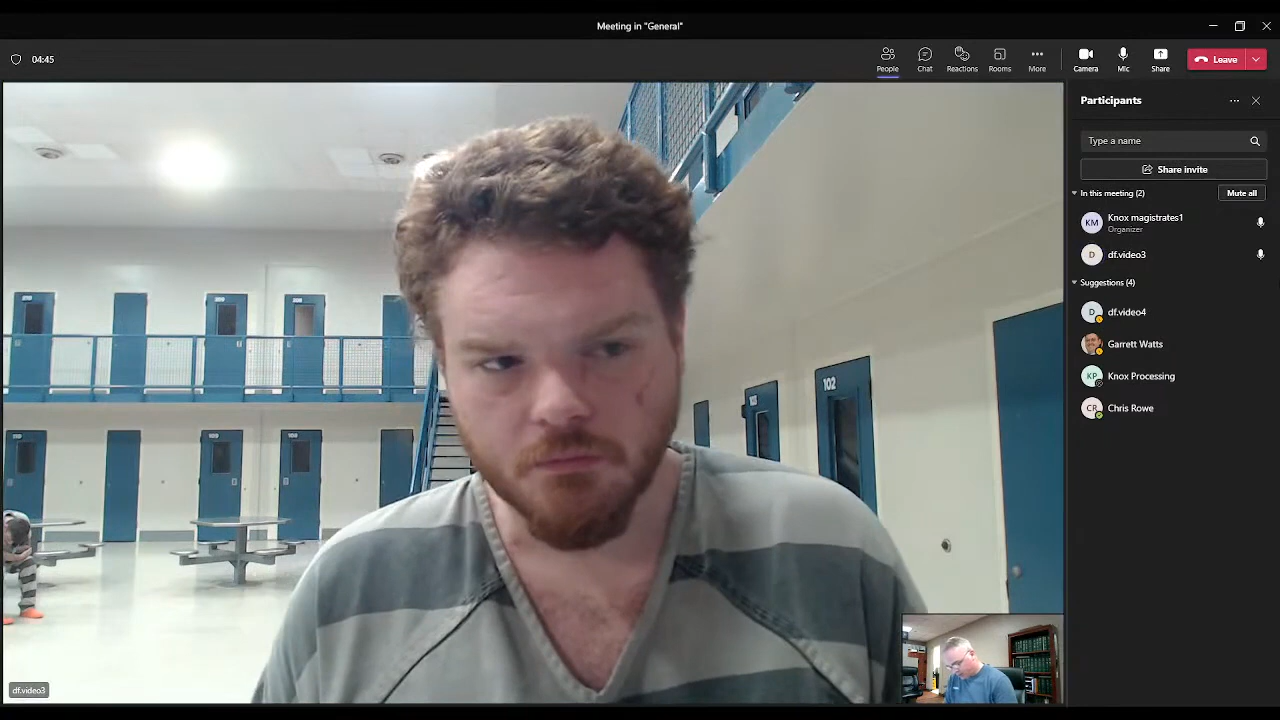 Meeting in "General"
04:45
People
Chat
Reactions
Rooms
More
Camera
Mic
Share
Leave
Participants
Type a name
Share invite
In this meeting (2)
Mute all
KM
Knox magistrates1
Organizer
D
df.video3
Suggestions (4)
D
df.video4
Garrett Watts
KP
Knox Processing
CR
Chris Rowe
102
df.video3